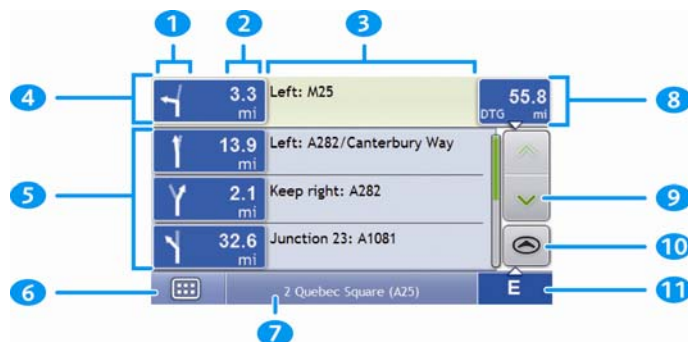 1 2 3
4 3.3 mi Left: M25 55.8 DTG mi 8
13.9 mi Left: A282/Canterbury Way
5 2.1 mi Keep right: A282 9
32.6 mi Junction 23: A1081 10
6 2 Quebec Square (A25) E 11
7